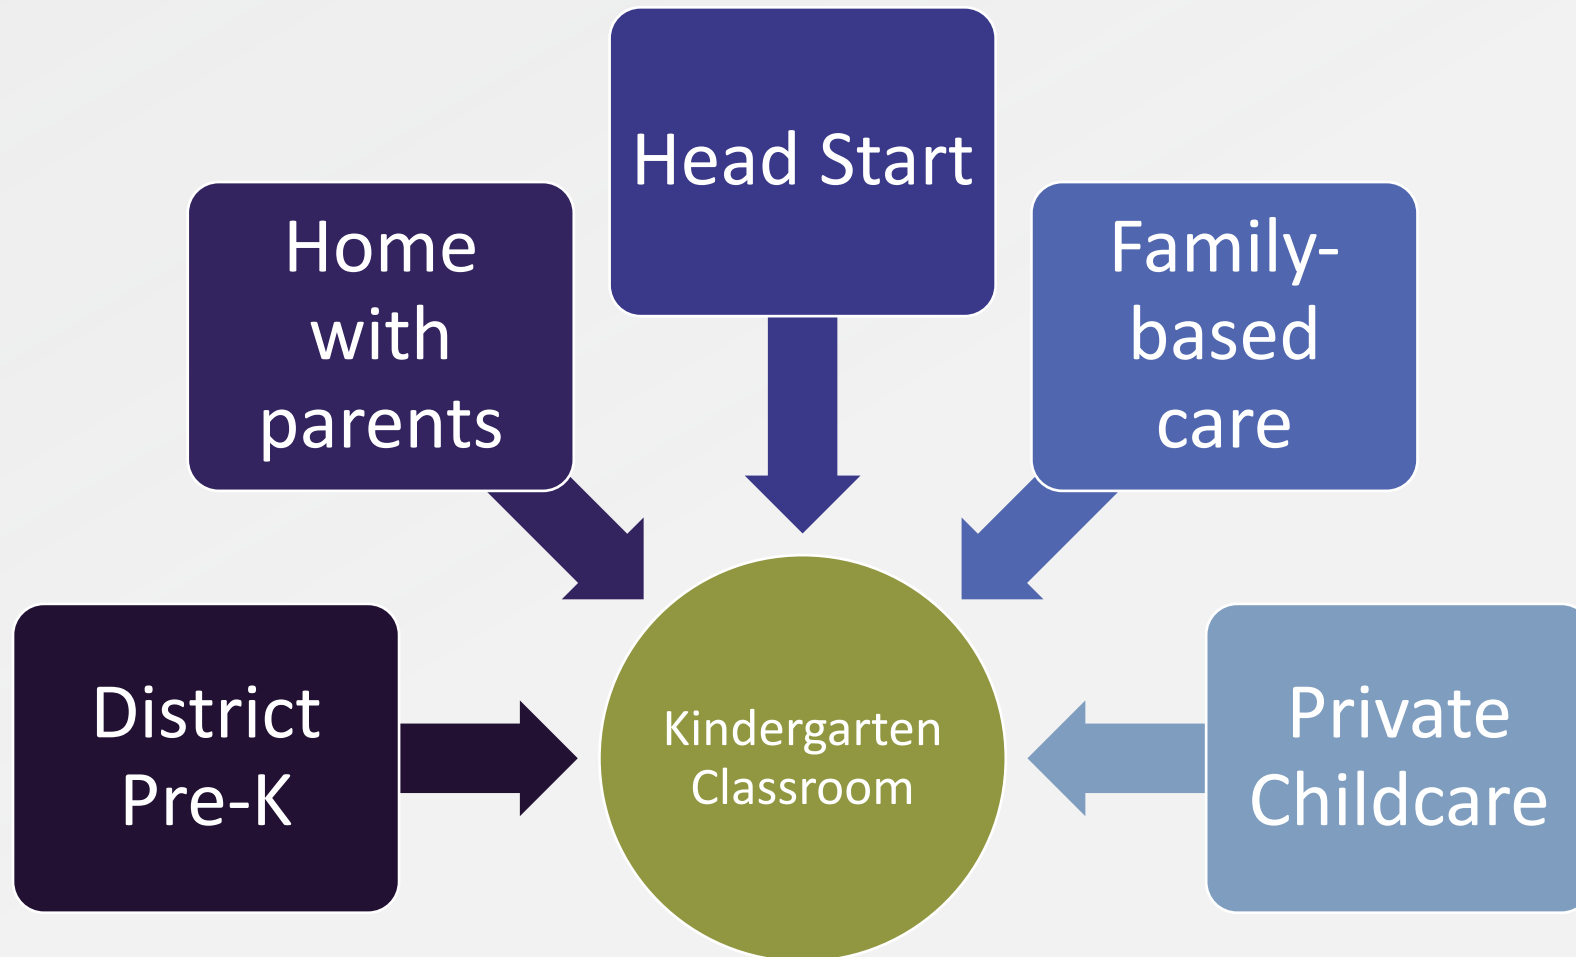 Head Start
Home
with
parents
Family-
based
care
District
Pre-K
Kindergarten
Classroom
Private
Childcare